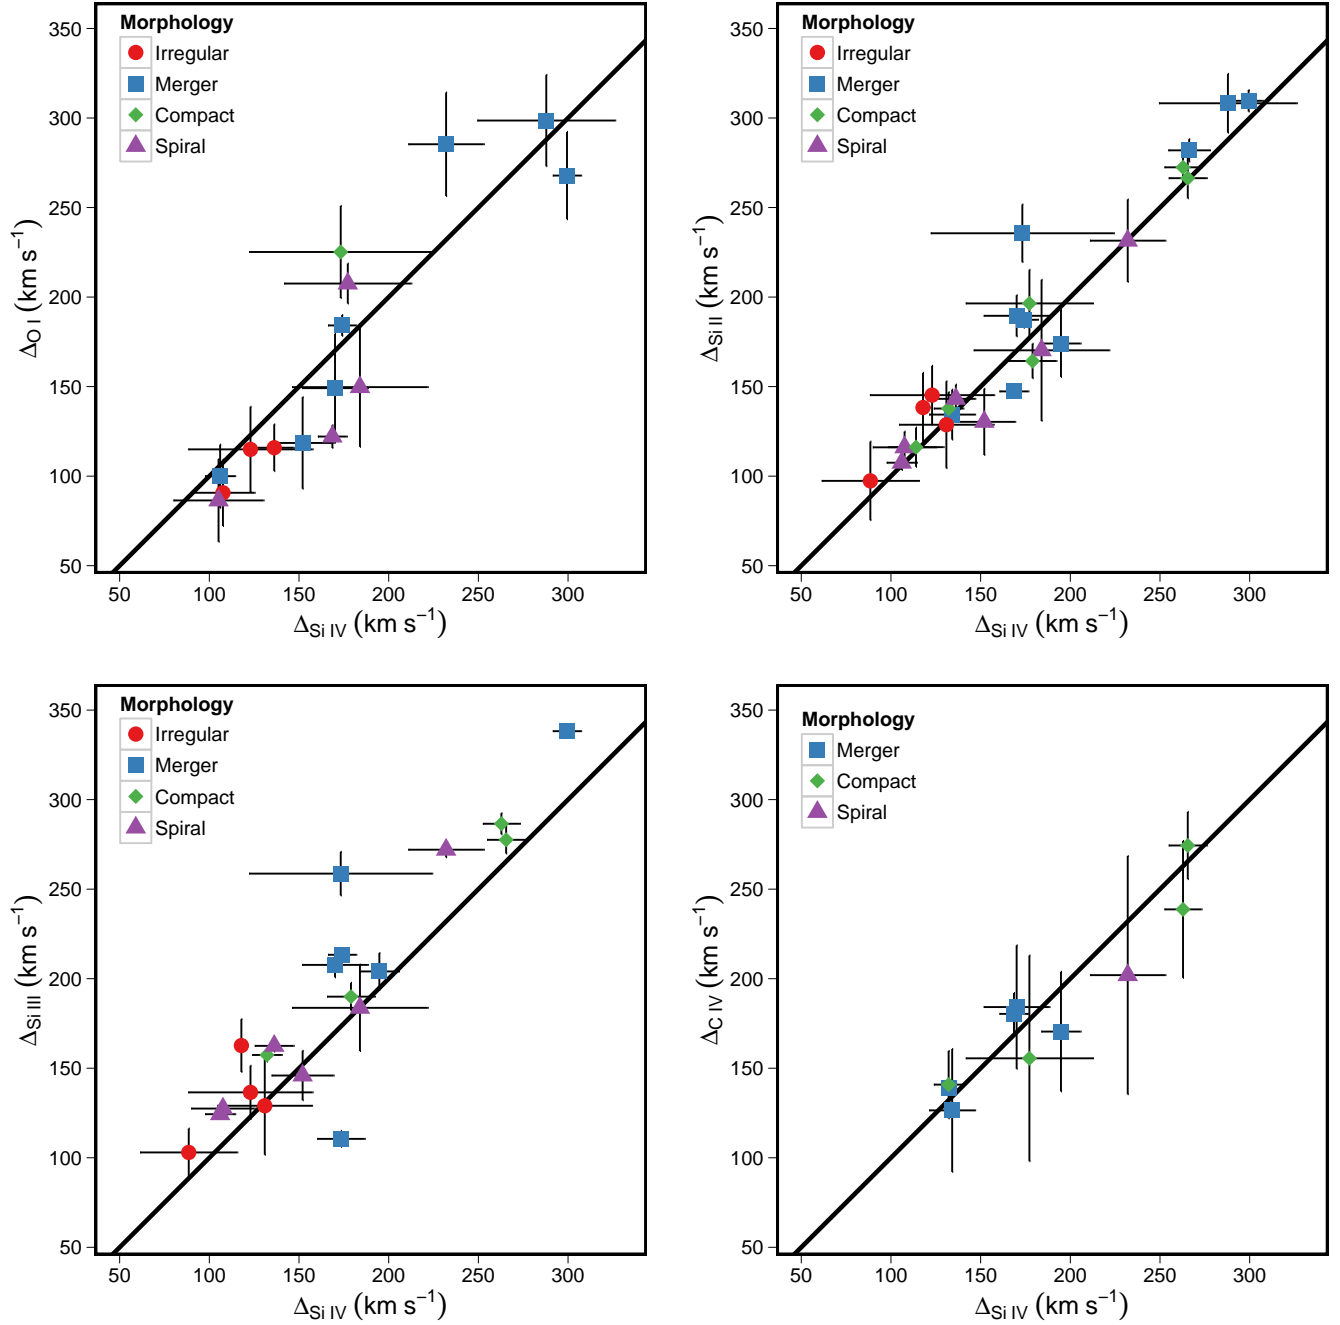 Morphology
Irregular
Merger
Compact
Spiral
350
300
250
200
150
100
50
Δ_O I (km s⁻¹)
50 100 150 200 250 300
Δ_Si IV (km s⁻¹)
Morphology
Irregular
Merger
Compact
Spiral
350
300
250
200
150
100
50
Δ_Si II (km s⁻¹)
50 100 150 200 250 300
Δ_Si IV (km s⁻¹)
Morphology
Irregular
Merger
Compact
Spiral
350
300
250
200
150
100
50
Δ_Si III (km s⁻¹)
50 100 150 200 250 300
Δ_Si IV (km s⁻¹)
Morphology
Merger
Compact
Spiral
350
300
250
200
150
100
50
Δ_C IV (km s⁻¹)
50 100 150 200 250 300
Δ_Si IV (km s⁻¹)